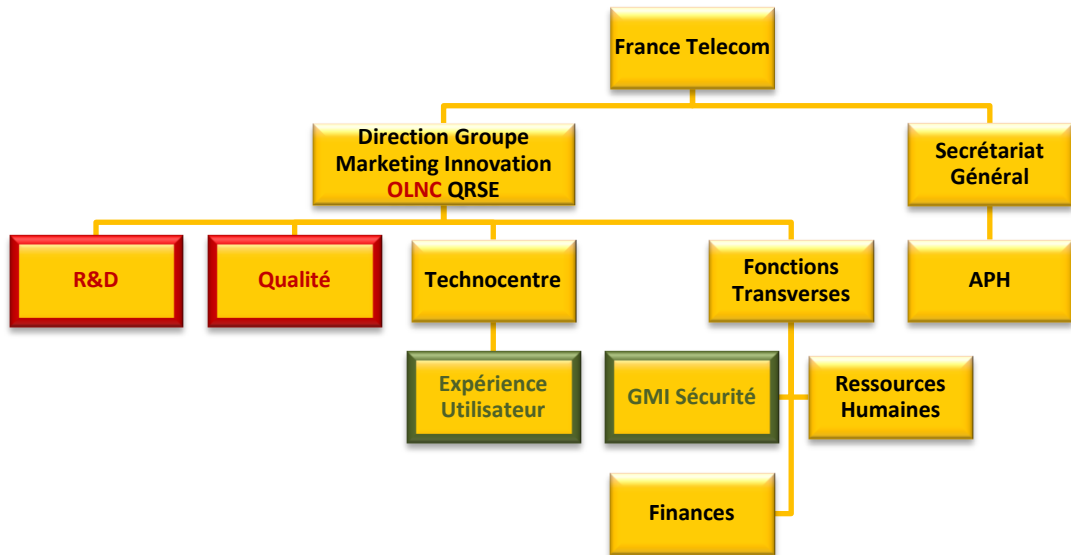 France Telecom
Direction Groupe
Marketing Innovation
OLNC QRSE
Secrétariat
Général
R&D
Qualité
Technocentre
Fonctions
Transverses
APH
Expérience
Utilisateur
GMI Sécurité
Ressources
Humaines
Finances